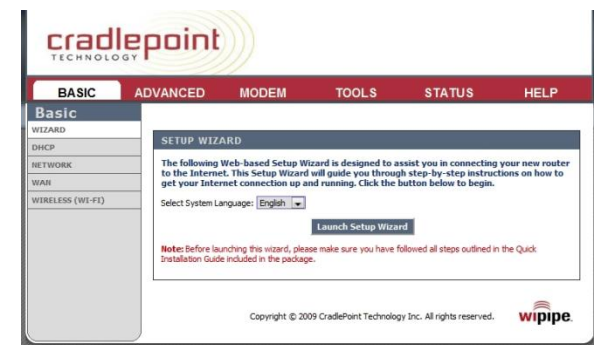 cradlepoint
TECHNOLOGY
BASIC ADVANCED MODEM TOOLS STATUS HELP
Basic
WIZARD
DHCP
NETWORK
WAN
WIRELESS (WI-FI)
SETUP WIZARD
The following Web-based Setup Wizard is designed to assist you in connecting your new router
to the Internet. This Setup Wizard will guide you through step-by-step instructions on how to
get your Internet connection up and running. Click the button below to begin.
Select System Language: English
Launch Setup Wizard
Note: Before launching this wizard, please make sure you have followed all steps outlined in the Quick
Installation Guide included in the package.
Copyright © 2009 CradlePoint Technology Inc. All rights reserved.
wipipe.